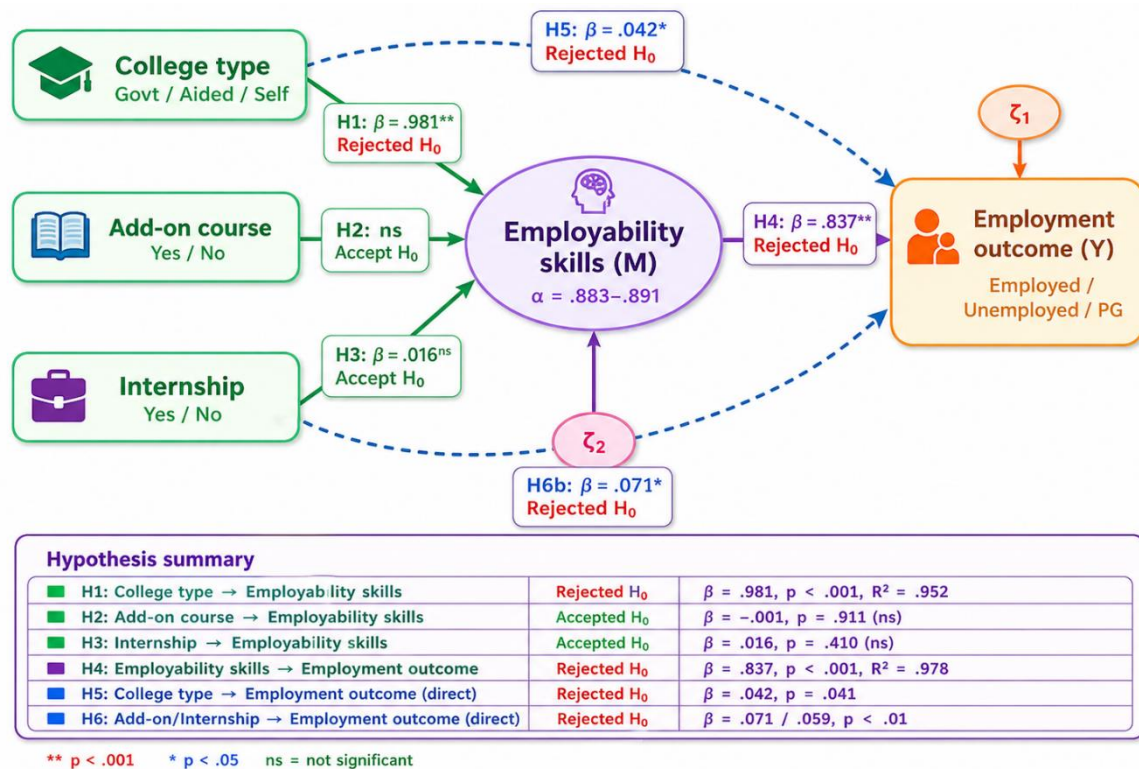 H5: β = .042*
Rejected H₀
College type
Govt / Aided / Self
ζ₁
H1: β = .981**
Rejected H₀
Add-on course
Yes / No
H2: ns
Accept H₀
Employability
skills (M)
α = .883–.891
H4: β = .837**
Rejected H₀
Employment
outcome (Y)
Employed /
Unemployed / PG
H3: β = .016ⁿˢ
Accept H₀
Internship
Yes / No
ζ₂
H6b: β = .071*
Rejected H₀
Hypothesis summary
H1: College type → Employability skills Rejected H₀ β = .981, p < .001, R² = .952
H2: Add-on course → Employability skills Accepted H₀ β = −.001, p = .911 (ns)
H3: Internship → Employability skills Accepted H₀ β = .016, p = .410 (ns)
H4: Employability skills → Employment outcome Rejected H₀ β = .837, p < .001, R² = .978
H5: College type → Employment outcome (direct) Rejected H₀ β = .042, p = .041
H6: Add-on/Internship → Employment outcome (direct) Rejected H₀ β = .071 / .059, p < .01
** p < .001 * p < .05 ns = not significant